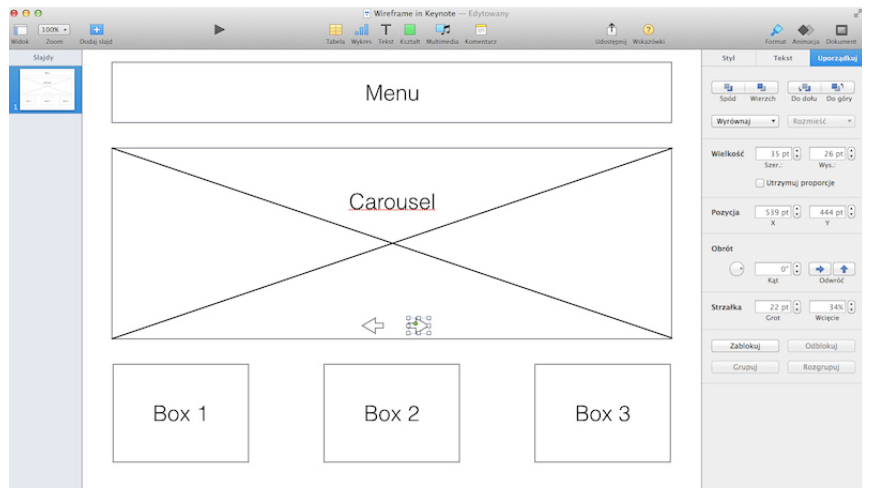 Wireframe in Keynote — Edytowany
100%
Widok Zoom Dodaj slajd Tabela Wykres Tekst Kształt Multimedia Komentarz Udostępnij Wskazówki Format Animacja Dokument
Slajdy
Styl Tekst Uporządkuj
1
Menu
Carousel
Box 1 Box 2 Box 3
Spód Wierzch Do dołu Do góry
Wyrównaj Rozmieść
Wielkość 35 pt 26 pt
Szer.: Wys.:
Utrzymuj proporcje
Pozycja 539 pt 444 pt
X Y
Obrót
0°
Kąt Odwróć
Strzałka 22 pt 34%
Grot Wcięcie
Zablokuj Odblokuj
Grupuj Rozgrupuj